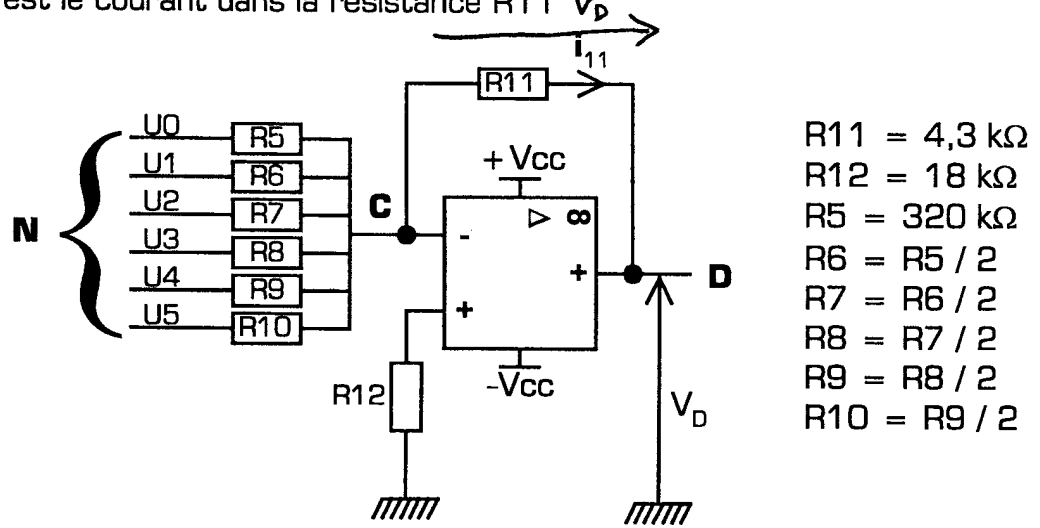 est le courant dans la résistance R11 V_D
i₁₁
R11
U0 R5
U1 R6
U2 R7
U3 R8
U4 R9
U5 R10
N
C
+ Vcc
▷ ∞
-
+
+
D
-Vcc
R12
V_D
R11 = 4,3 kΩ
R12 = 18 kΩ
R5 = 320 kΩ
R6 = R5 / 2
R7 = R6 / 2
R8 = R7 / 2
R9 = R8 / 2
R10 = R9 / 2